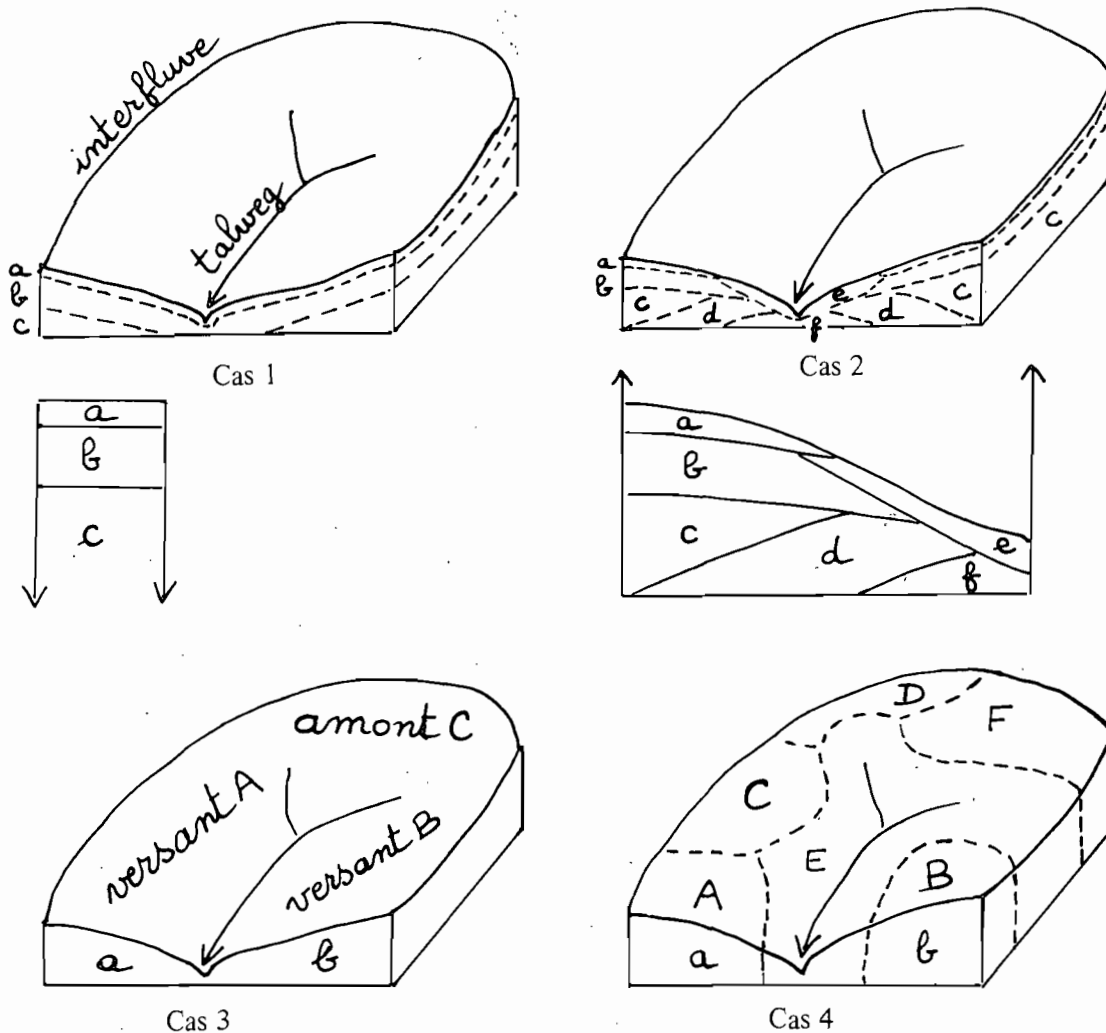 interfluve
talweg
a
b
c
Cas 1
a
b
c
d
e
f
d
c
c
Cas 2
a
b
c
a
b
c
d
e
f
amont C
versant A
versant B
a
b
Cas 3
D
F
C
E
A
B
a
b
Cas 4